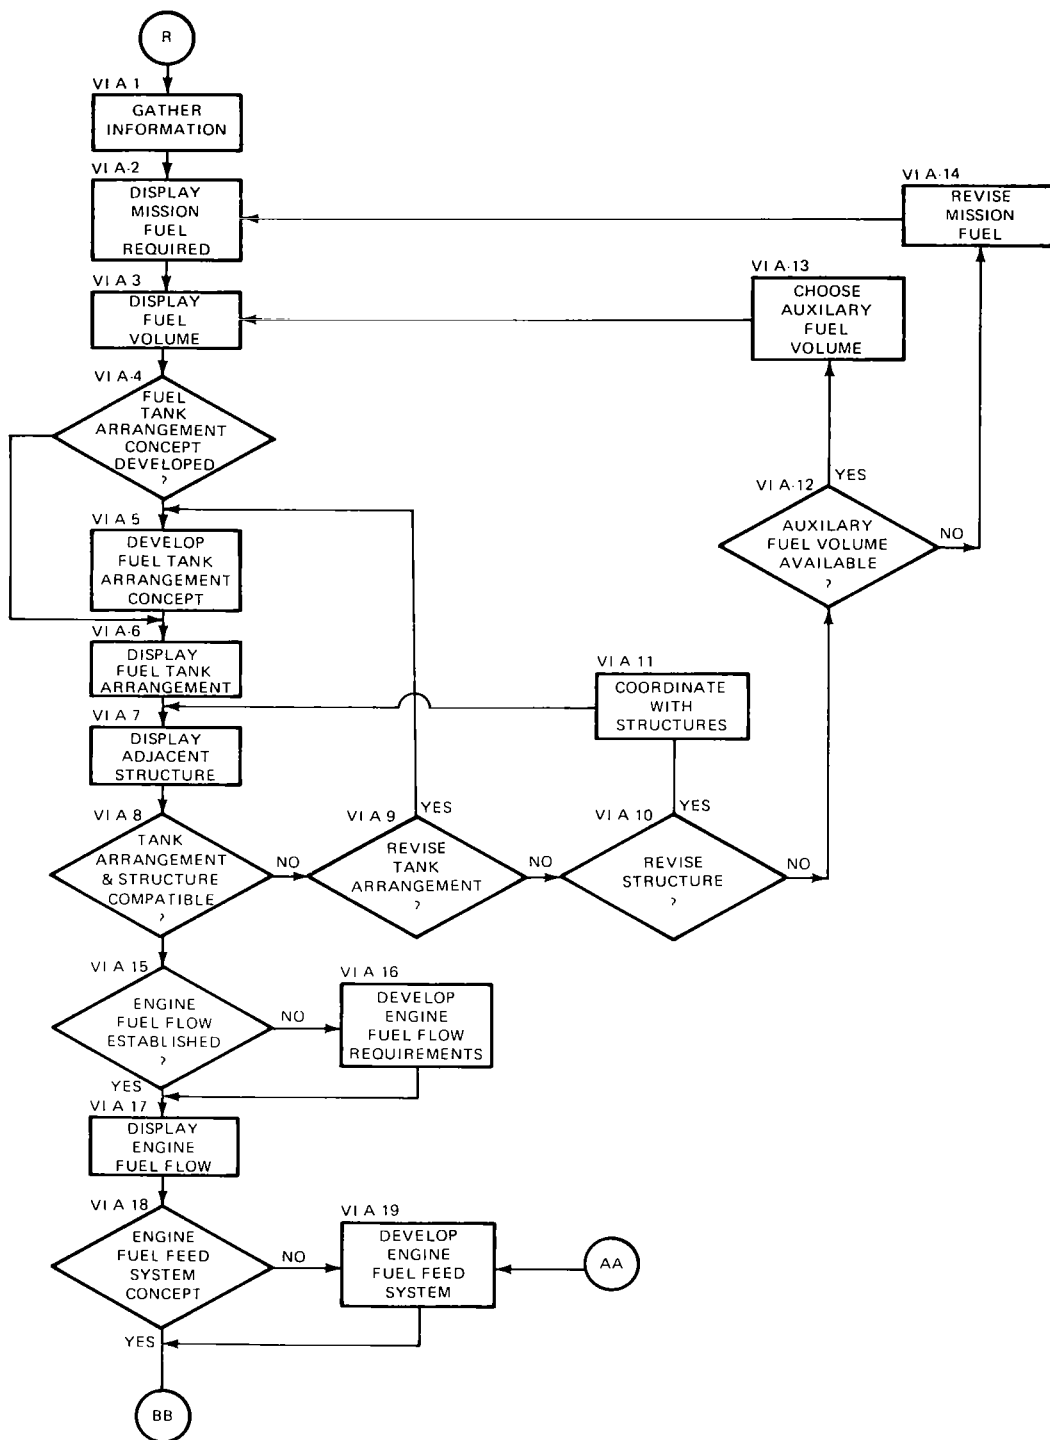 R
VI A 1
GATHER
INFORMATION
VI A-2
DISPLAY
MISSION
FUEL
REQUIRED
VI A-14
REVISE
MISSION
FUEL
VI A 3
DISPLAY
FUEL
VOLUME
VI A-13
CHOOSE
AUXILARY
FUEL
VOLUME
VI A-4
FUEL
TANK
ARRANGEMENT
CONCEPT
DEVELOPED
?
YES
VI A-12
AUXILARY
FUEL VOLUME
AVAILABLE
?
NO
VI A 5
DEVELOP
FUEL TANK
ARRANGEMENT
CONCEPT
VI A-6
DISPLAY
FUEL TANK
ARRANGEMENT
VI A 11
COORDINATE
WITH
STRUCTURES
VI A 7
DISPLAY
ADJACENT
STRUCTURE
VI A 8
TANK
ARRANGEMENT
& STRUCTURE
COMPATIBLE
?
NO
VI A 9
YES
REVISE
TANK
ARRANGEMENT
?
NO
VI A 10
YES
REVISE
STRUCTURE
?
NO
VI A 15
ENGINE
FUEL FLOW
ESTABLISHED
?
NO
YES
VI A 16
DEVELOP
ENGINE
FUEL FLOW
REQUIREMENTS
VI A 17
DISPLAY
ENGINE
FUEL FLOW
VI A 18
ENGINE
FUEL FEED
SYSTEM
CONCEPT
NO
YES
VI A 19
DEVELOP
ENGINE
FUEL FEED
SYSTEM
AA
BB